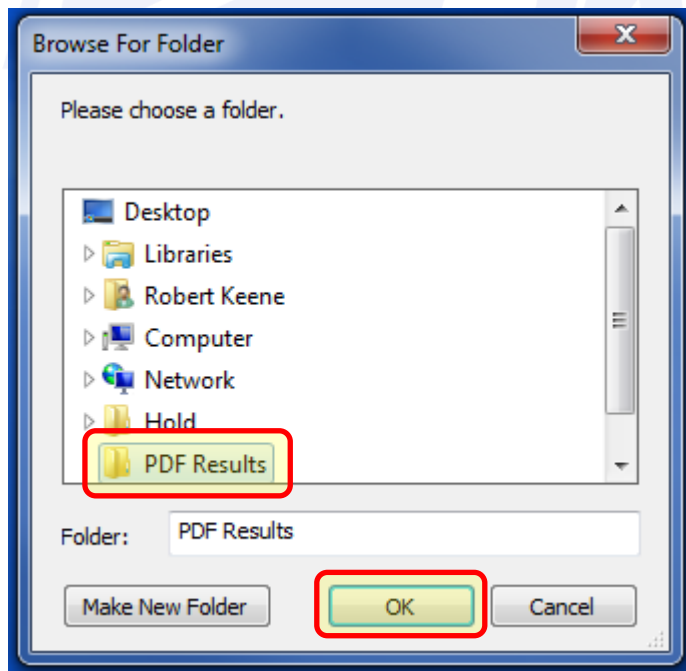 Browse For Folder
Please choose a folder.
Desktop
Libraries
Robert Keene
Computer
Network
Hold
PDF Results
Folder: PDF Results
Make New Folder OK Cancel